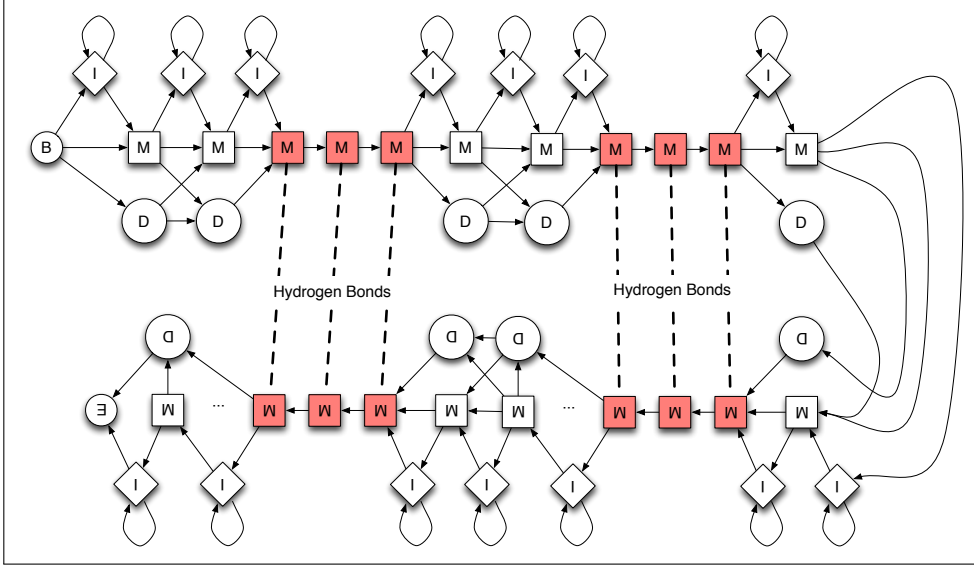 I I I I I I I
B M M M M M M M M M M M
D D D D D
Hydrogen Bonds Hydrogen Bonds
D D D D
E M ... M M M M M ... M M M M
I I I I I I I